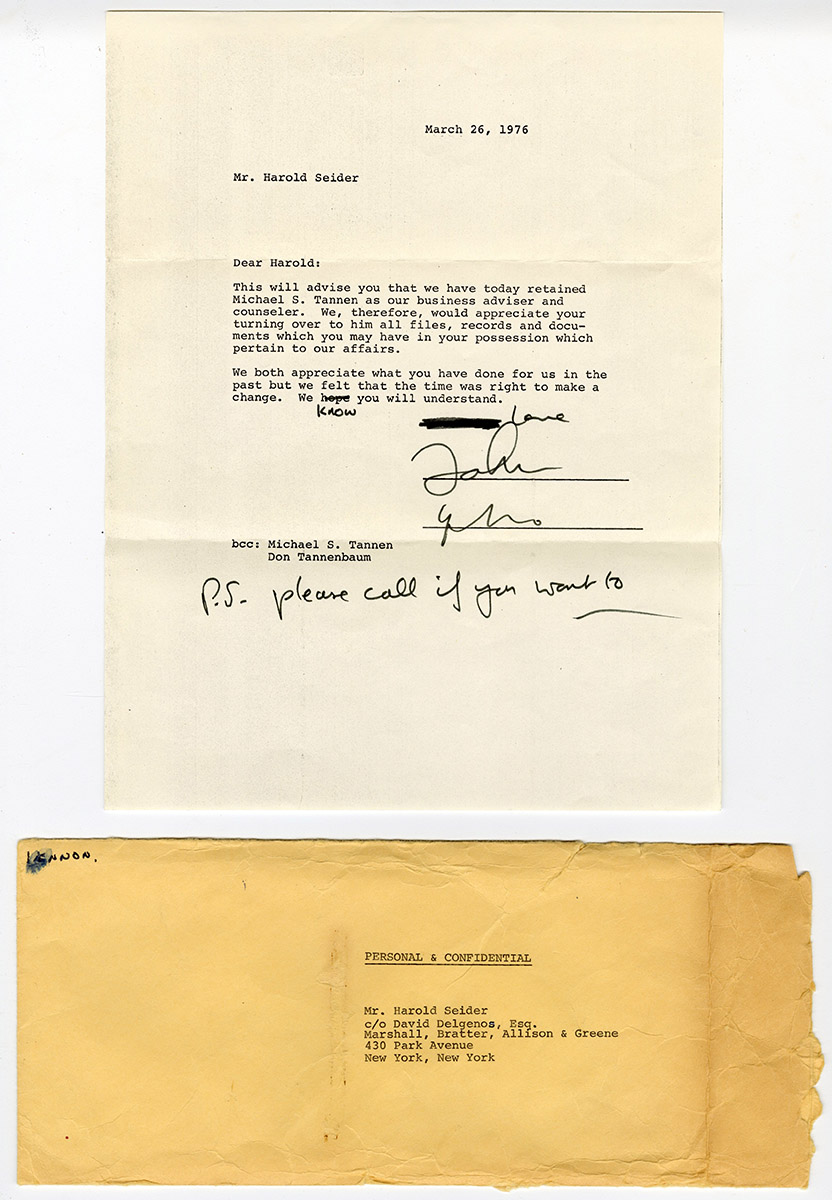 March 26, 1976
Mr. Harold Seider
Dear Harold:
This will advise you that we have today retained
Michael S. Tannen as our business adviser and
counseler. We, therefore, would appreciate your
turning over to him all files, records and docu-
ments which you may have in your possession which
pertain to our affairs.
We both appreciate what you have done for us in the
past but we felt that the time was right to make a
change. We hope you will understand.
know
love
John
Yoko
bcc: Michael S. Tannen
Don Tannenbaum
P.S. please call if you want to
LENNON.
PERSONAL & CONFIDENTIAL
Mr. Harold Seider
c/o David Delgenos, Esq.
Marshall, Bratter, Allison & Greene
430 Park Avenue
New York, New York